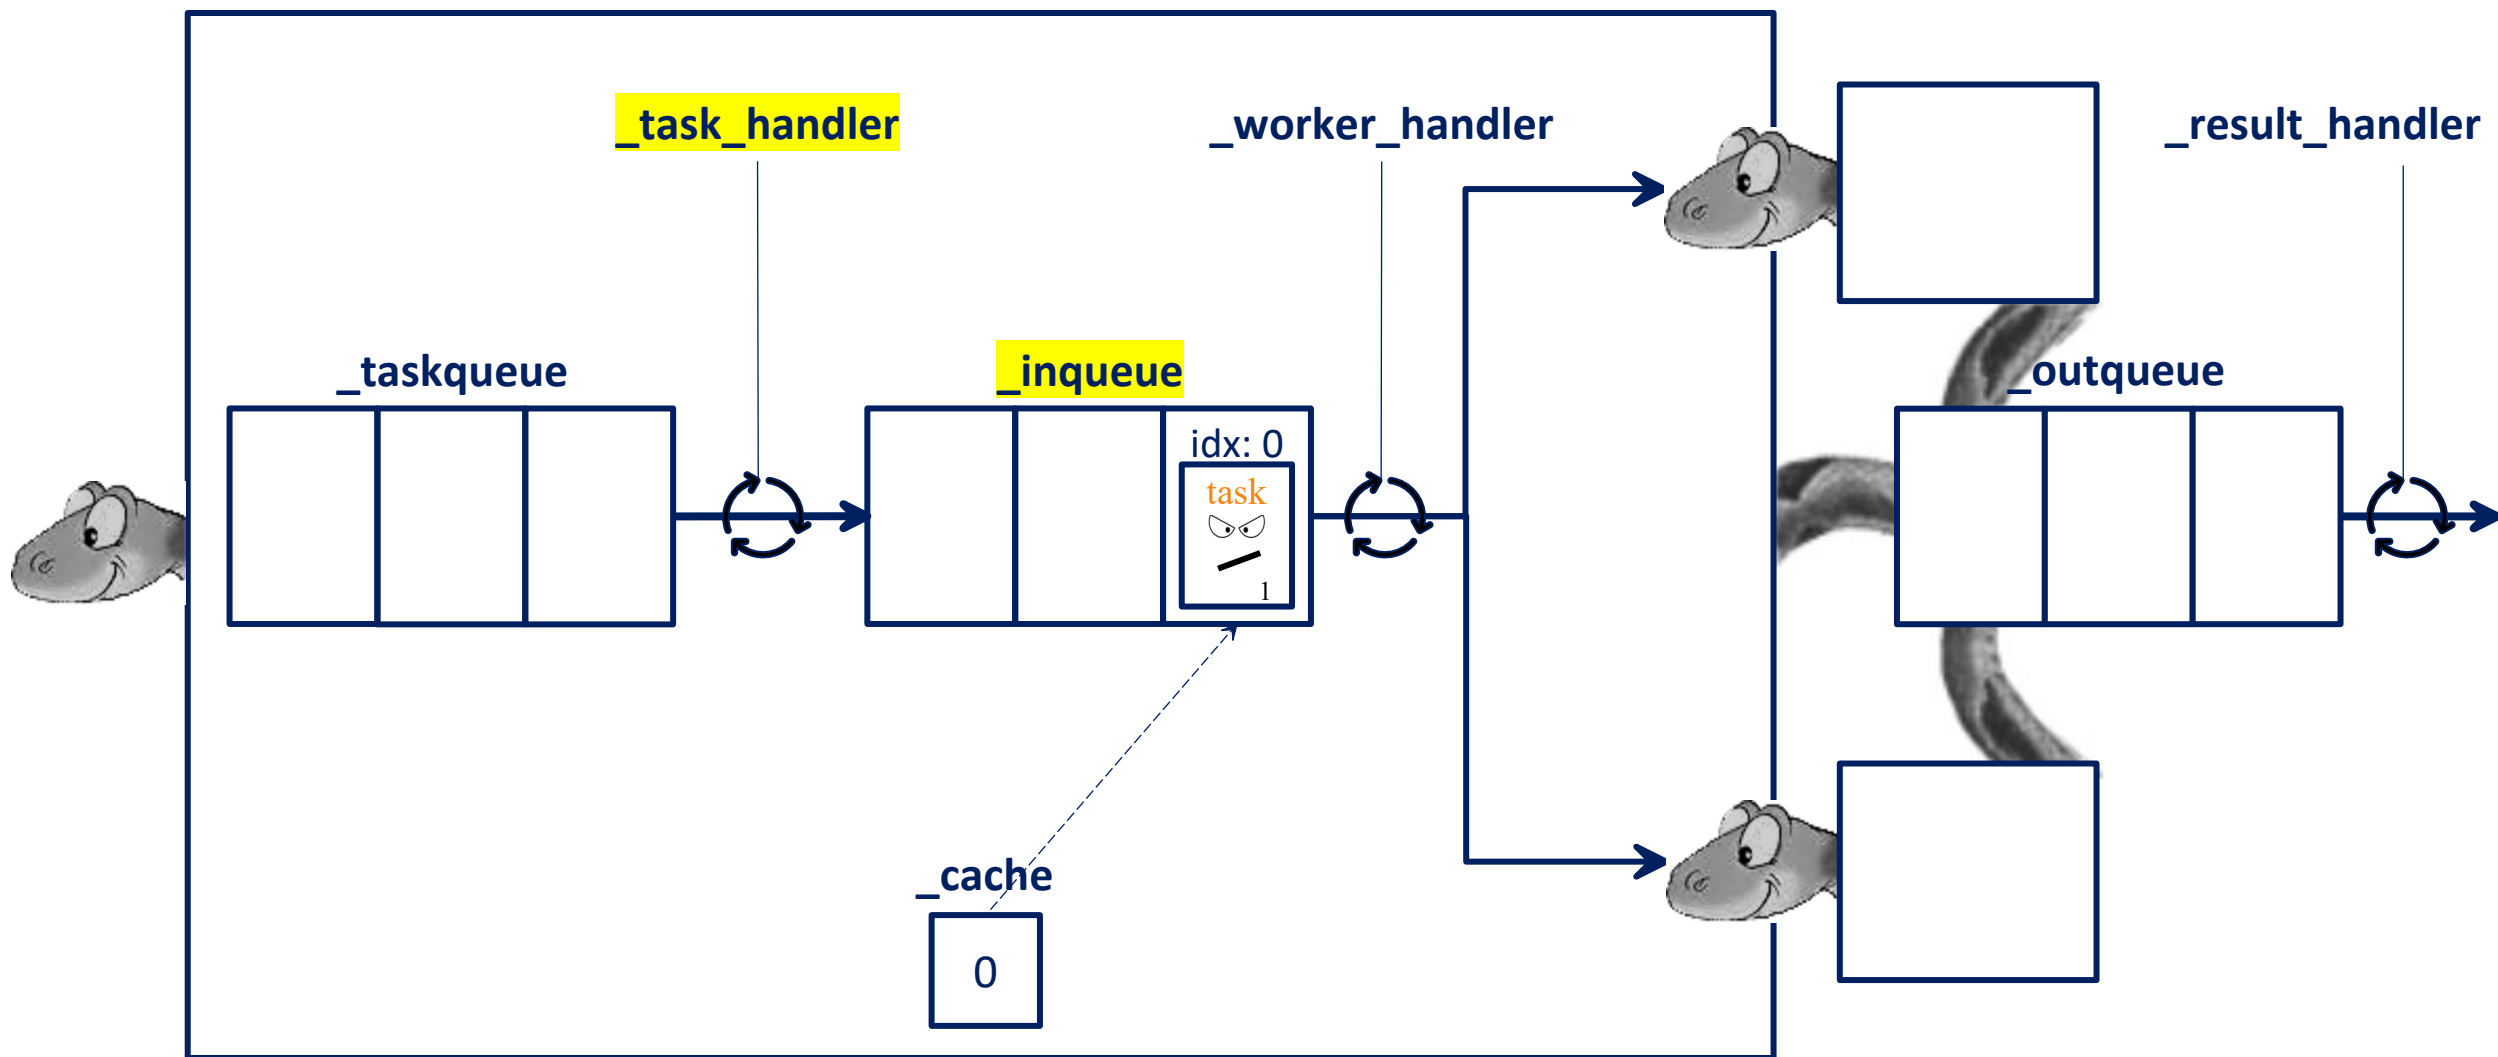 _task_handler
_worker_handler
_result_handler
_taskqueue
_inqueue
_outqueue
idx: 0
task
1
_cache
0